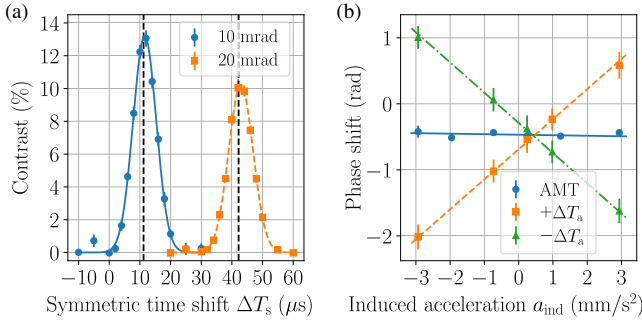 (a)
14
12
10
8
6
4
2
0
Contrast (%)
10 mrad
20 mrad
−10 0 10 20 30 40 50 60
Symmetric time shift ΔTₛ (μs)
(b)
1
0
−1
−2
Phase shift (rad)
AMT
+ΔTₐ
−ΔTₐ
−3 −2 −1 0 1 2 3
Induced acceleration a_ind (mm/s²)